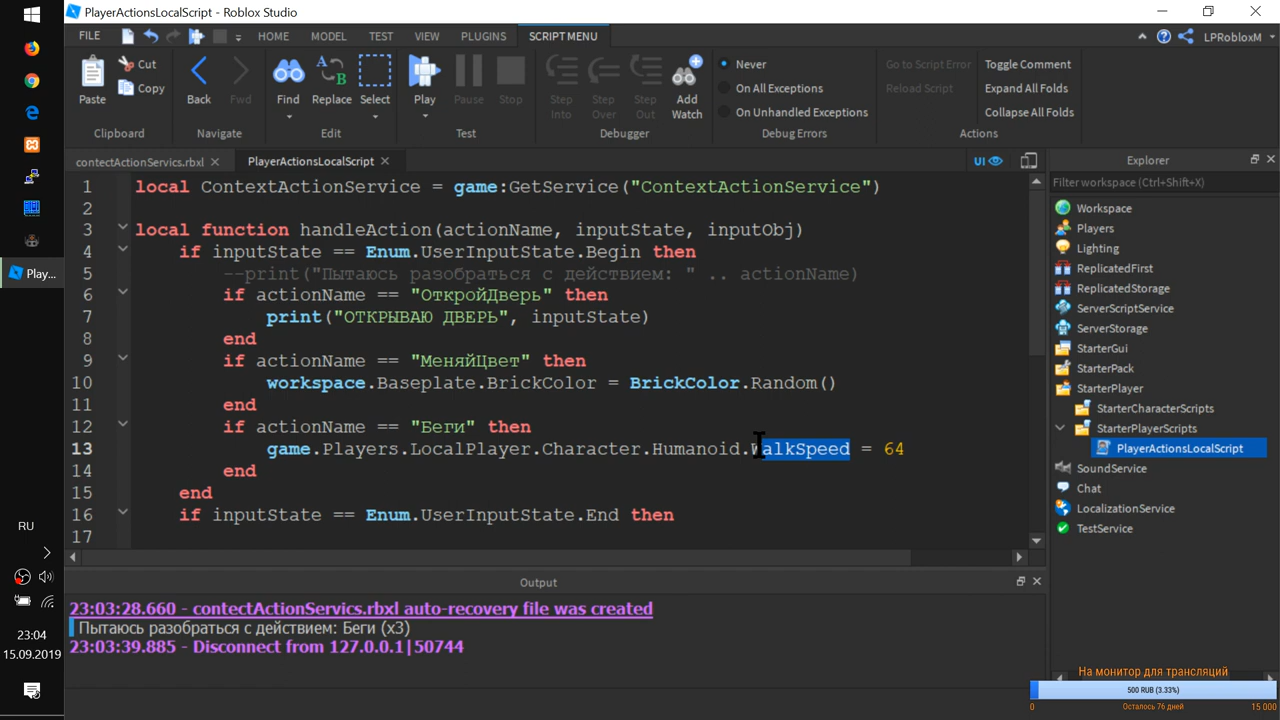 PlayerActionsLocalScript - Roblox Studio
FILE HOME MODEL TEST VIEW PLUGINS SCRIPT MENU LPRobloxM
Paste Cut Copy Back Fwd Find Replace Select Play Pause Stop Step Into Step Over Step Out Add Watch
Never
On All Exceptions
On Unhandled Exceptions
Go to Script Error
Reload Script
Toggle Comment
Expand All Folds
Collapse All Folds
Clipboard Navigate Edit Test Debugger Debug Errors Actions
contectActionServics.rbxl PlayerActionsLocalScript UI
1 local ContextActionService = game:GetService("ContextActionService")
2
3 local function handleAction(actionName, inputState, inputObj)
4 if inputState == Enum.UserInputState.Begin then
5 --print("Пытаюсь разобраться с действием: " .. actionName)
6 if actionName == "ОткройДверь" then
7 print("ОТКРЫВАЮ ДВЕРЬ", inputState)
8 end
9 if actionName == "МеняйЦвет" then
10 workspace.Baseplate.BrickColor = BrickColor.Random()
11 end
12 if actionName == "Беги" then
13 game.Players.LocalPlayer.Character.Humanoid.WalkSpeed = 64
14 end
15 end
16 if inputState == Enum.UserInputState.End then
17
Explorer
Filter workspace (Ctrl+Shift+X)
Workspace
Players
Lighting
ReplicatedFirst
ReplicatedStorage
ServerScriptService
ServerStorage
StarterGui
StarterPack
StarterPlayer
StarterCharacterScripts
StarterPlayerScripts
PlayerActionsLocalScript
SoundService
Chat
LocalizationService
TestService
Output
23:03:28.660 - contectActionServics.rbxl auto-recovery file was created
Пытаюсь разобраться с действием: Беги (x3)
23:03:39.885 - Disconnect from 127.0.0.1|50744
Play...
RU
23:04
15.09.2019
На монитор для трансляций
500 RUB (3.33%)
0 Осталось 76 дней 15 000